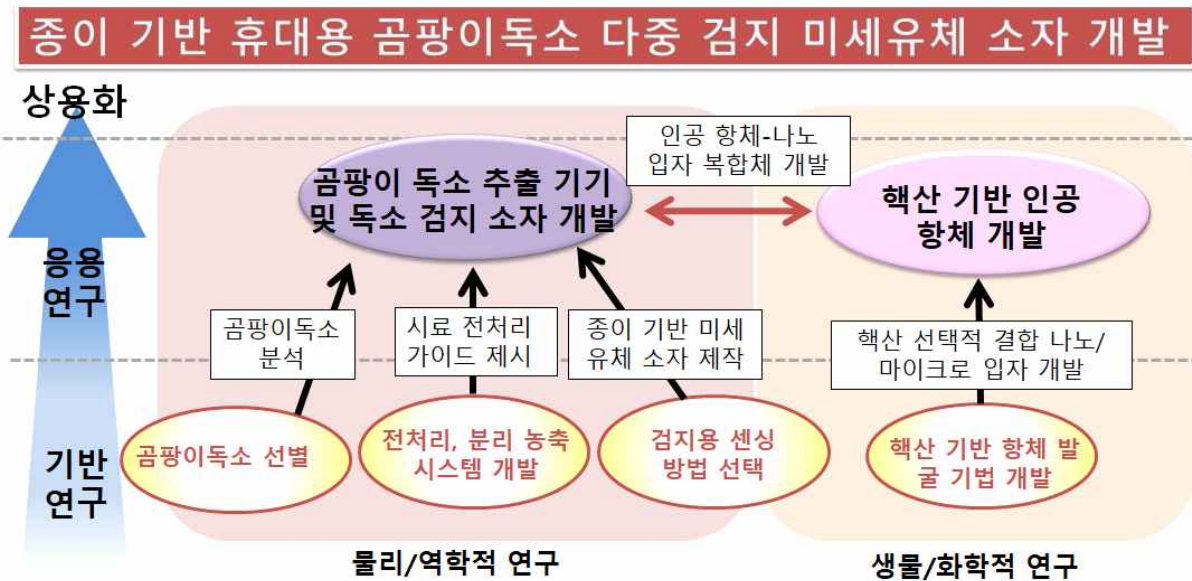 종이 기반 휴대용 곰팡이독소 다중 검지 미세유체 소자 개발
상용화
인공 항체-나노
입자 복합체 개발
곰팡이 독소 추출 기기
및 독소 검지 소자 개발
핵산 기반 인공
항체 개발
응용
연구
곰팡이독소
분석
시료 전처리
가이드 제시
종이 기반 미세
유체 소자 제작
핵산 선택적 결합 나노/
마이크로 입자 개발
기반
연구
곰팡이독소 선별
전처리, 분리 농축
시스템 개발
검지용 센싱
방법 선택
핵산 기반 항체 발
굴 기법 개발
물리/역학적 연구
생물/화학적 연구